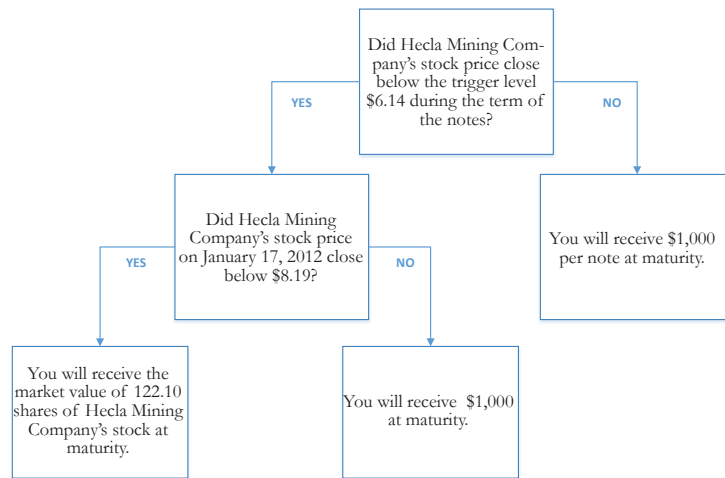 Did Hecla Mining Com-
pany's stock price close
below the trigger level
$6.14 during the term of
the notes?
YES
NO
Did Hecla Mining
Company's stock price
on January 17, 2012 close
below $8.19?
You will receive $1,000
per note at maturity.
YES
NO
You will receive the
market value of 122.10
shares of Hecla Mining
Company's stock at
maturity.
You will receive $1,000
at maturity.